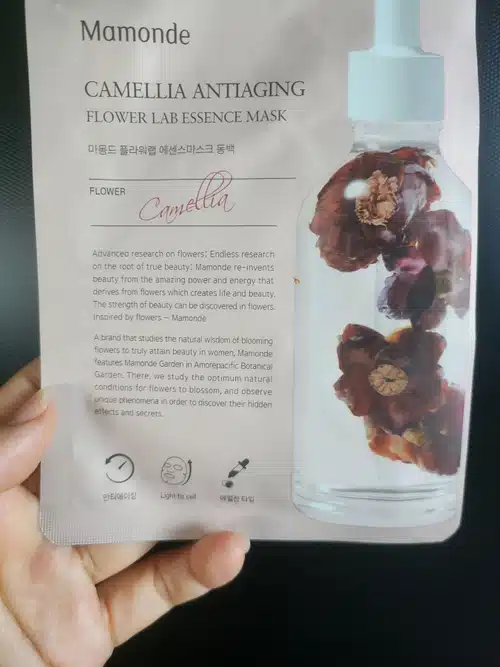 Mamonde
CAMELLIA ANTIAGING
FLOWER LAB ESSENCE MASK
마몽드 플라워랩 에센스마스크 동백
FLOWER
Camellia
Advanced research on flowers; Endless research
on the root of true beauty; Mamonde re-invents
beauty from the amazing power and energy that
derives from flowers which creates life and beauty.
The strength of beauty can be discovered in flowers.
Inspired by flowers – Mamonde
A brand that studies the natural wisdom of blooming
flowers to truly attain beauty in women, Mamonde
features Mamonde Garden in Amorepacific Botanical
Garden. There, we study the optimum natural
conditions for flowers to blossom, and observe
unique phenomena in order to discover their hidden
effects and secrets.
안티에이징
Light fit cell
에멀전 타입